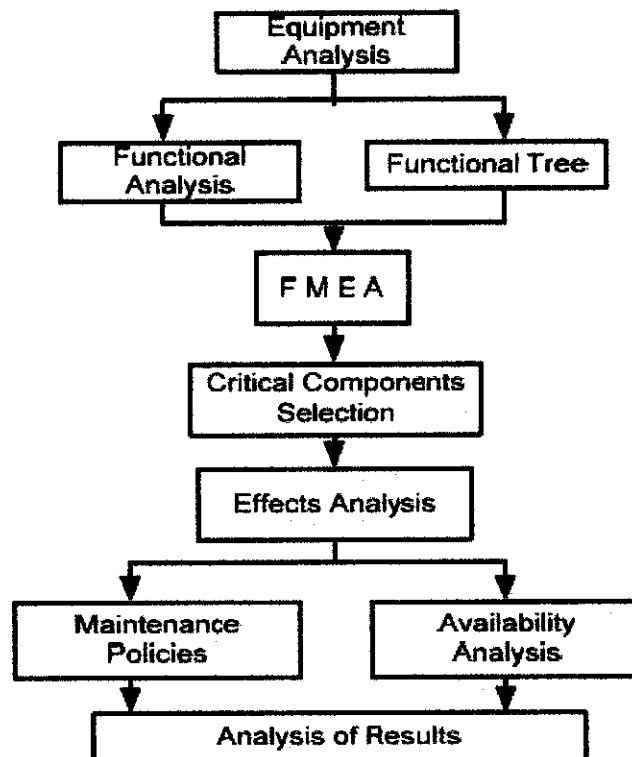 Equipment
Analysis
Functional
Analysis
Functional Tree
F M E A
Critical Components
Selection
Effects Analysis
Maintenance
Policies
Availability
Analysis
Analysis of Results